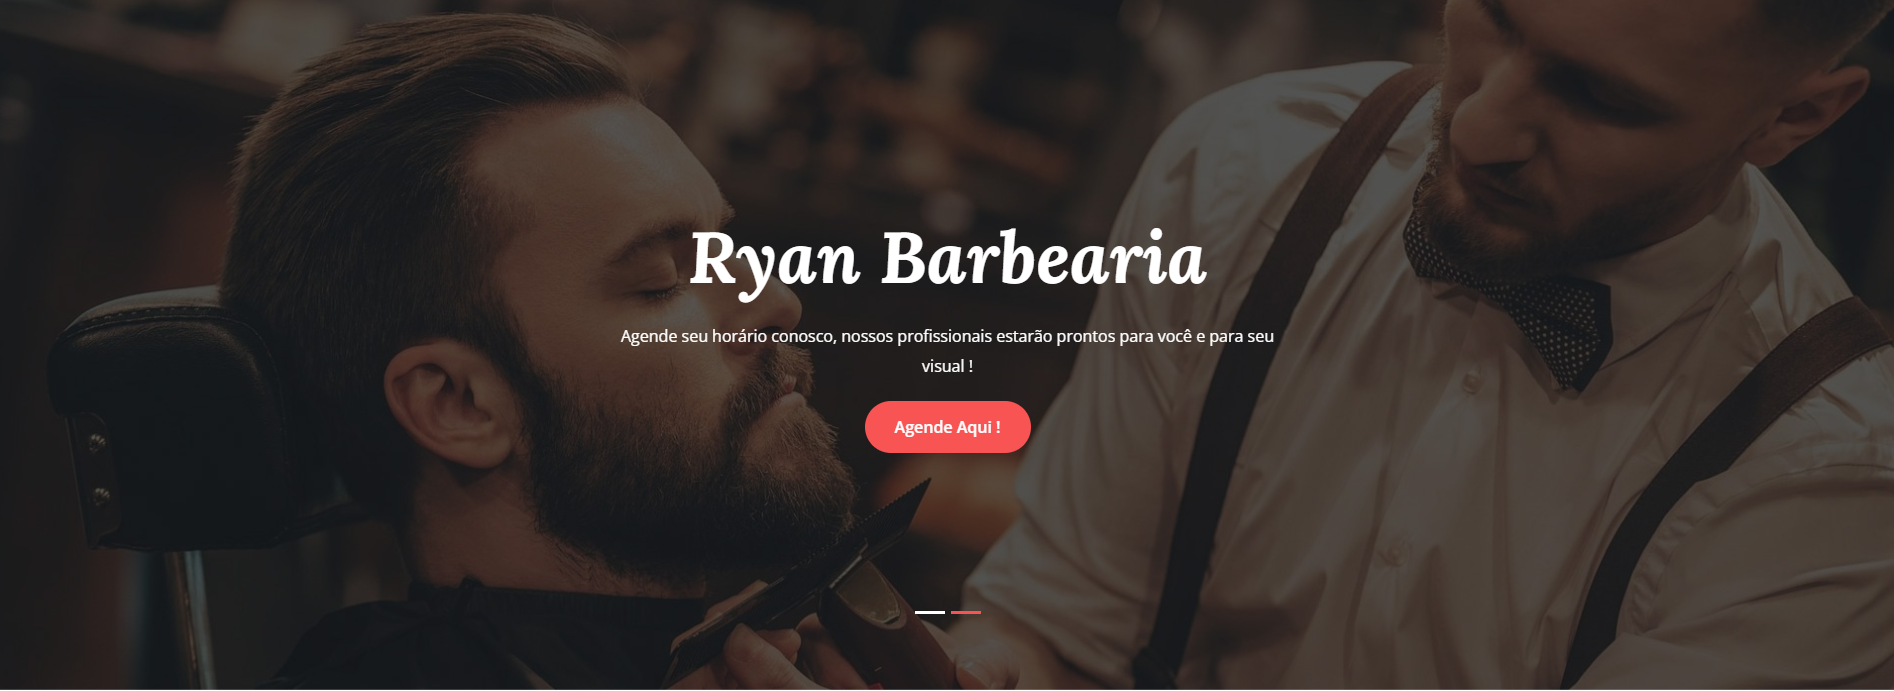 Ryan Barbearia
Agende seu horário conosco, nossos profissionais estarão prontos para você e para seu
visual !
Agende Aqui !